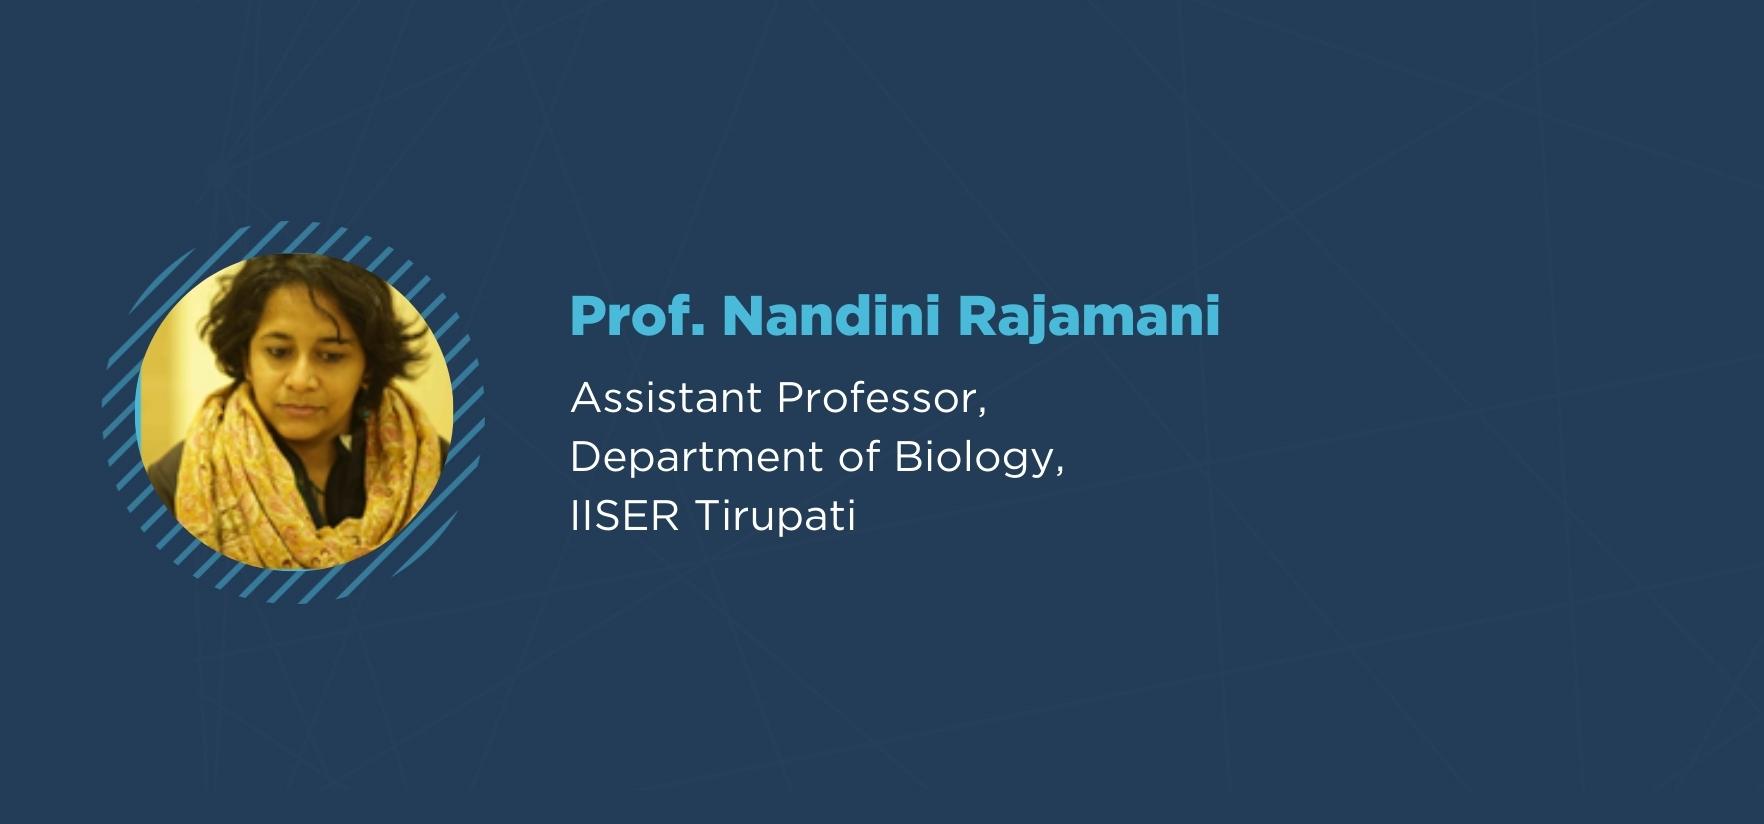 Prof. Nandini Rajamani
Assistant Professor,
Department of Biology,
IISER Tirupati